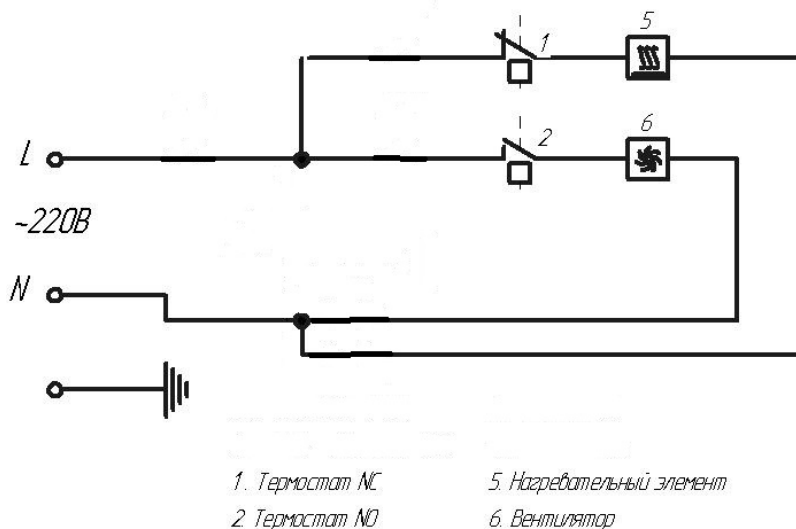 5
1
L
2
6
~220В
N
1. Термостат NC
5. Нагревательный элемент
2 Термостат NO
6. Вентилятор